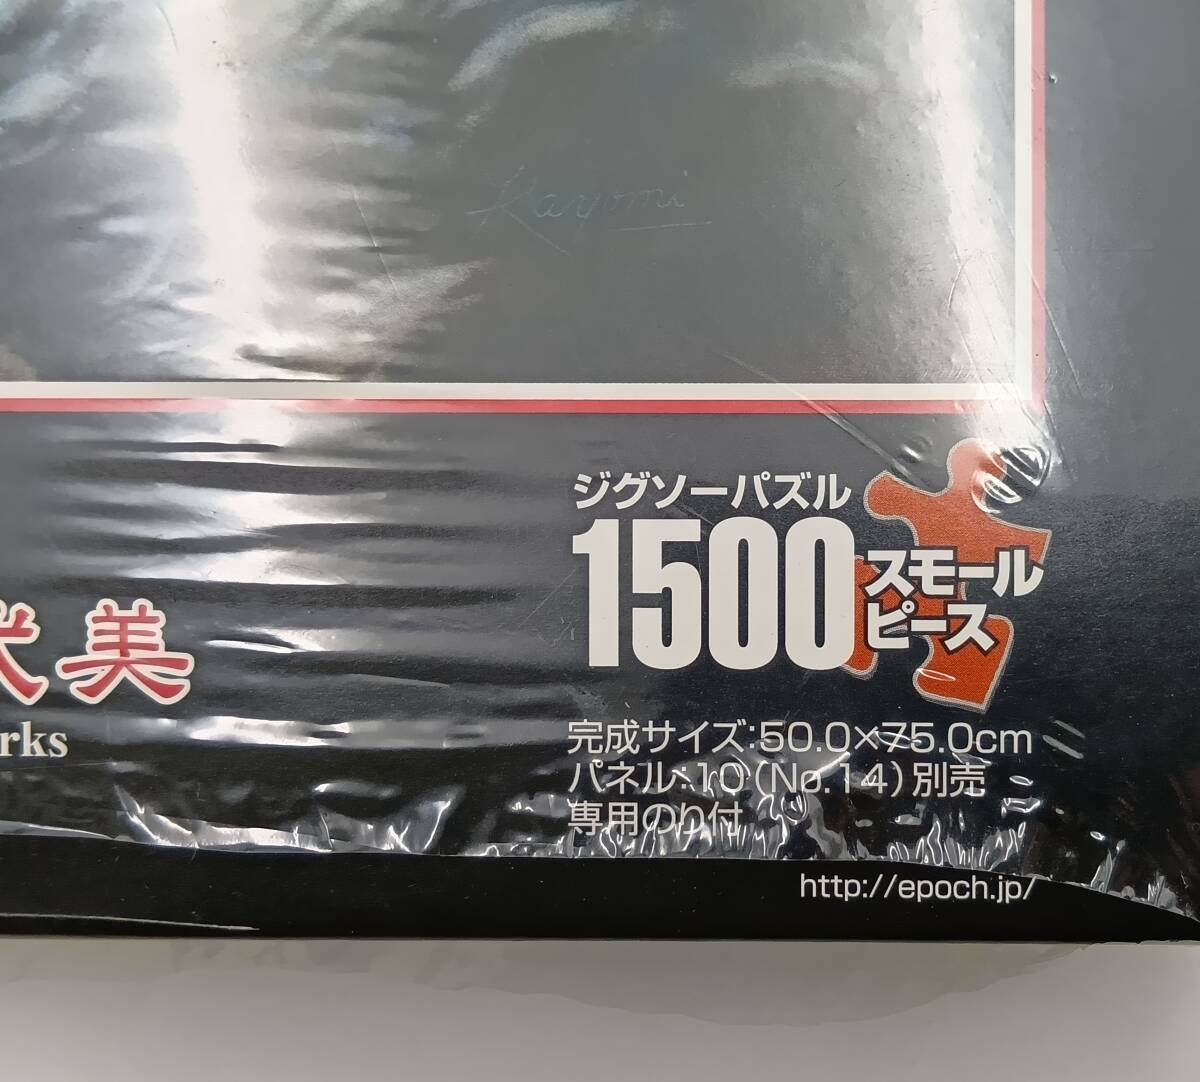 Kayomi
ジグソーパズル
1500
スモール
ピース
代美
rks
完成サイズ:50.0×75.0cm
パネル:10(No.14)別売
専用のり付
http://epoch.jp/